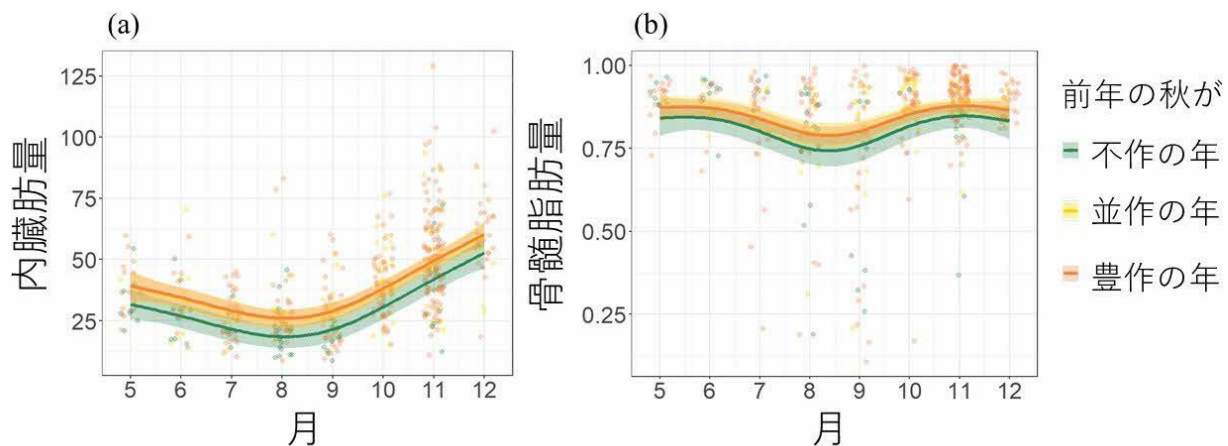 (a)
125
100
75
50
25
内臓肪量
5 6 7 8 9 10 11 12
月
(b)
1.00
0.75
0.50
0.25
骨髄脂肪量
5 6 7 8 9 10 11 12
月
前年の秋が
不作の年
並作の年
豊作の年